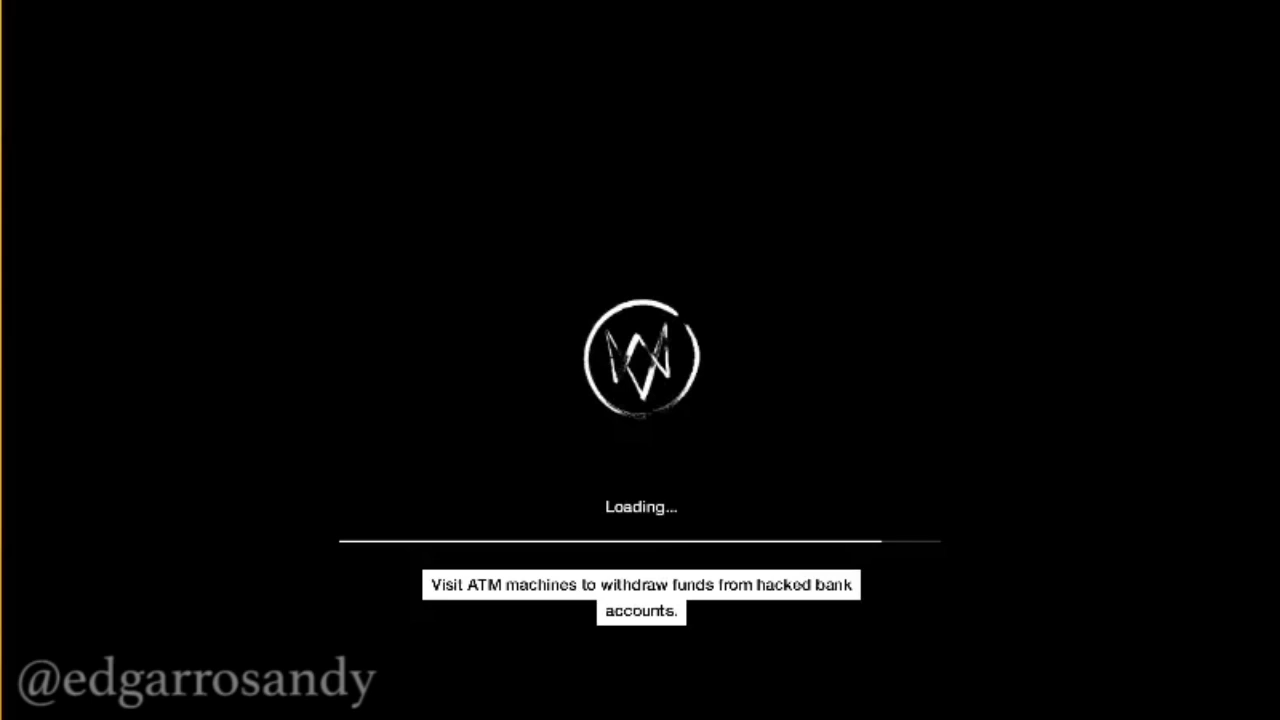 Loading...
Visit ATM machines to withdraw funds from hacked bank
accounts.
@edgarrosandy